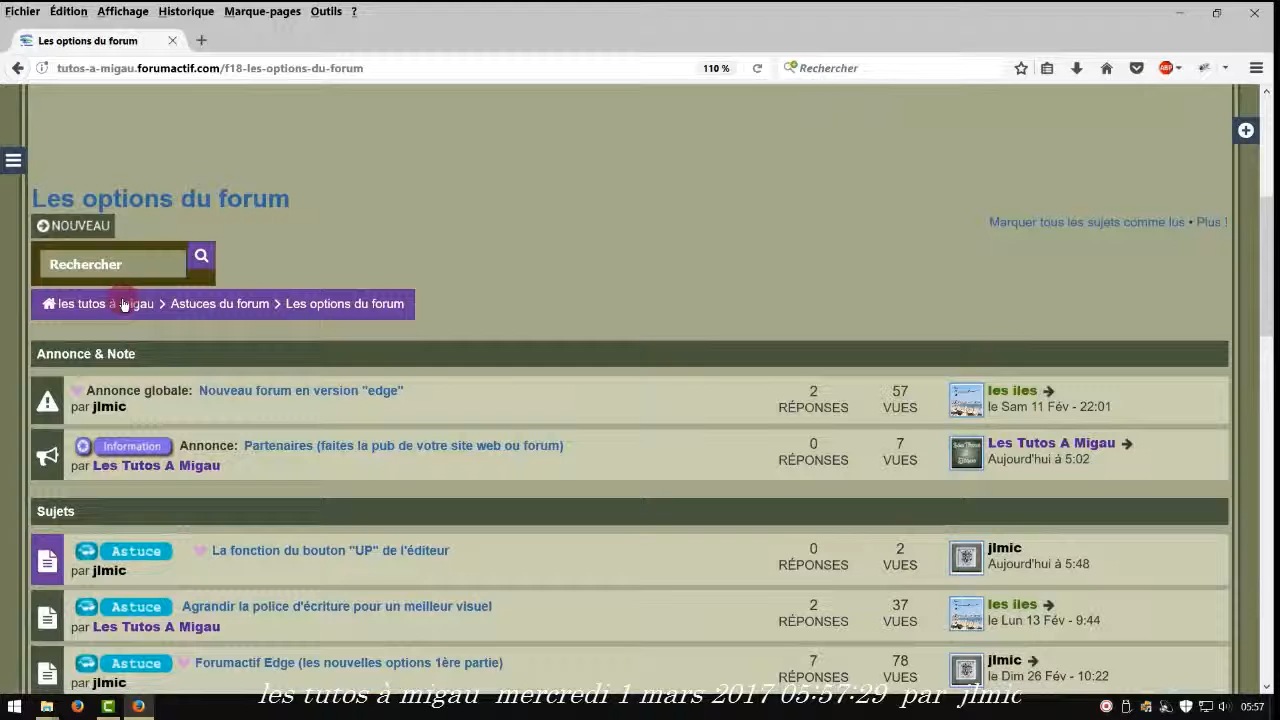 Fichier Édition Affichage Historique Marque-pages Outils ?
Les options du forum
tutos-a-migau.forumactif.com/f18-les-options-du-forum 110 % Rechercher ABP
Les options du forum
NOUVEAU
Marquer tous les sujets comme lus • Plus !
Rechercher
les tutos à migau > Astuces du forum > Les options du forum
Annonce & Note
Annonce globale: Nouveau forum en version "edge"
par jlmic
2 RÉPONSES
57 VUES
les iles
le Sam 11 Fév - 22:01
Information Annonce: Partenaires (faites la pub de votre site web ou forum)
par Les Tutos A Migau
0 RÉPONSES
7 VUES
Les Tutos A Migau
Aujourd'hui à 5:02
Sujets
Astuce La fonction du bouton "UP" de l'éditeur
par jlmic
0 RÉPONSES
2 VUES
jlmic
Aujourd'hui à 5:48
Astuce Agrandir la police d'écriture pour un meilleur visuel
par Les Tutos A Migau
2 RÉPONSES
37 VUES
les iles
le Lun 13 Fév - 9:44
Astuce Forumactif Edge (les nouvelles options 1ère partie)
par jlmic
7 RÉPONSES
78 VUES
jlmic
le Dim 26 Fév - 10:22
les tutos à migau mercredi 1 mars 2017 05:57:29 par jlmic
05:57